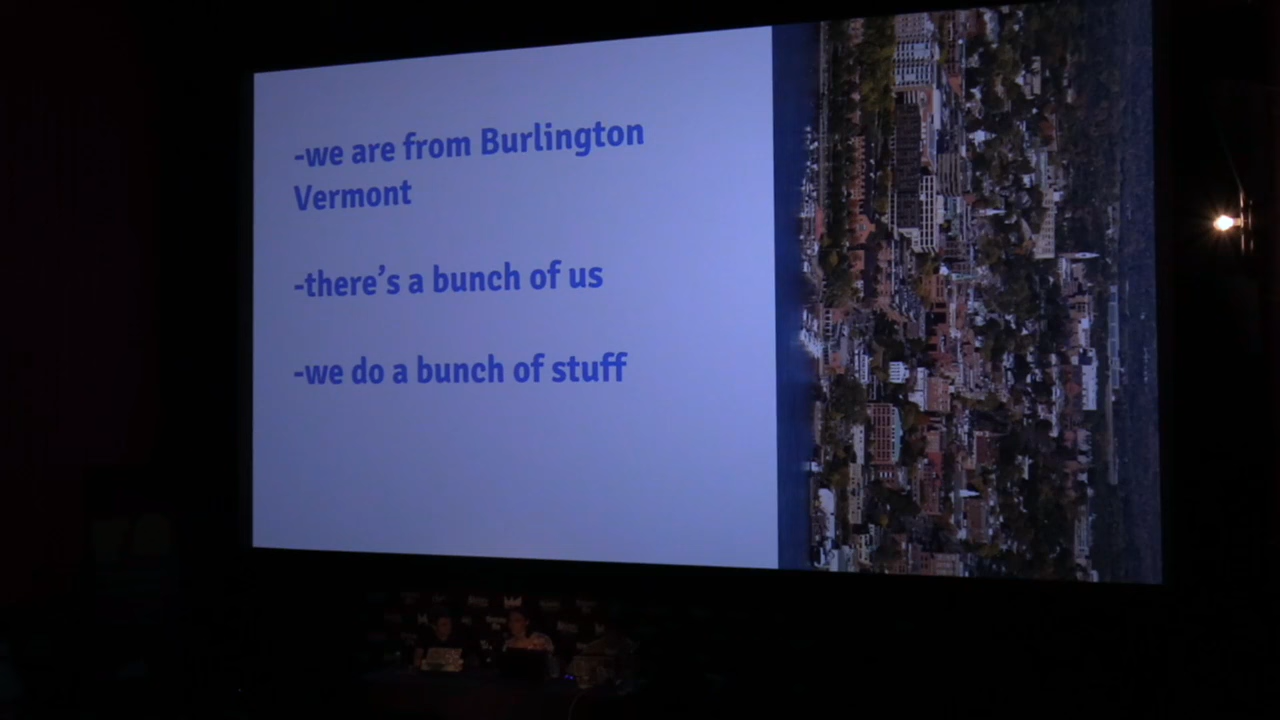 -we are from Burlington
Vermont
-there's a bunch of us
-we do a bunch of stuff